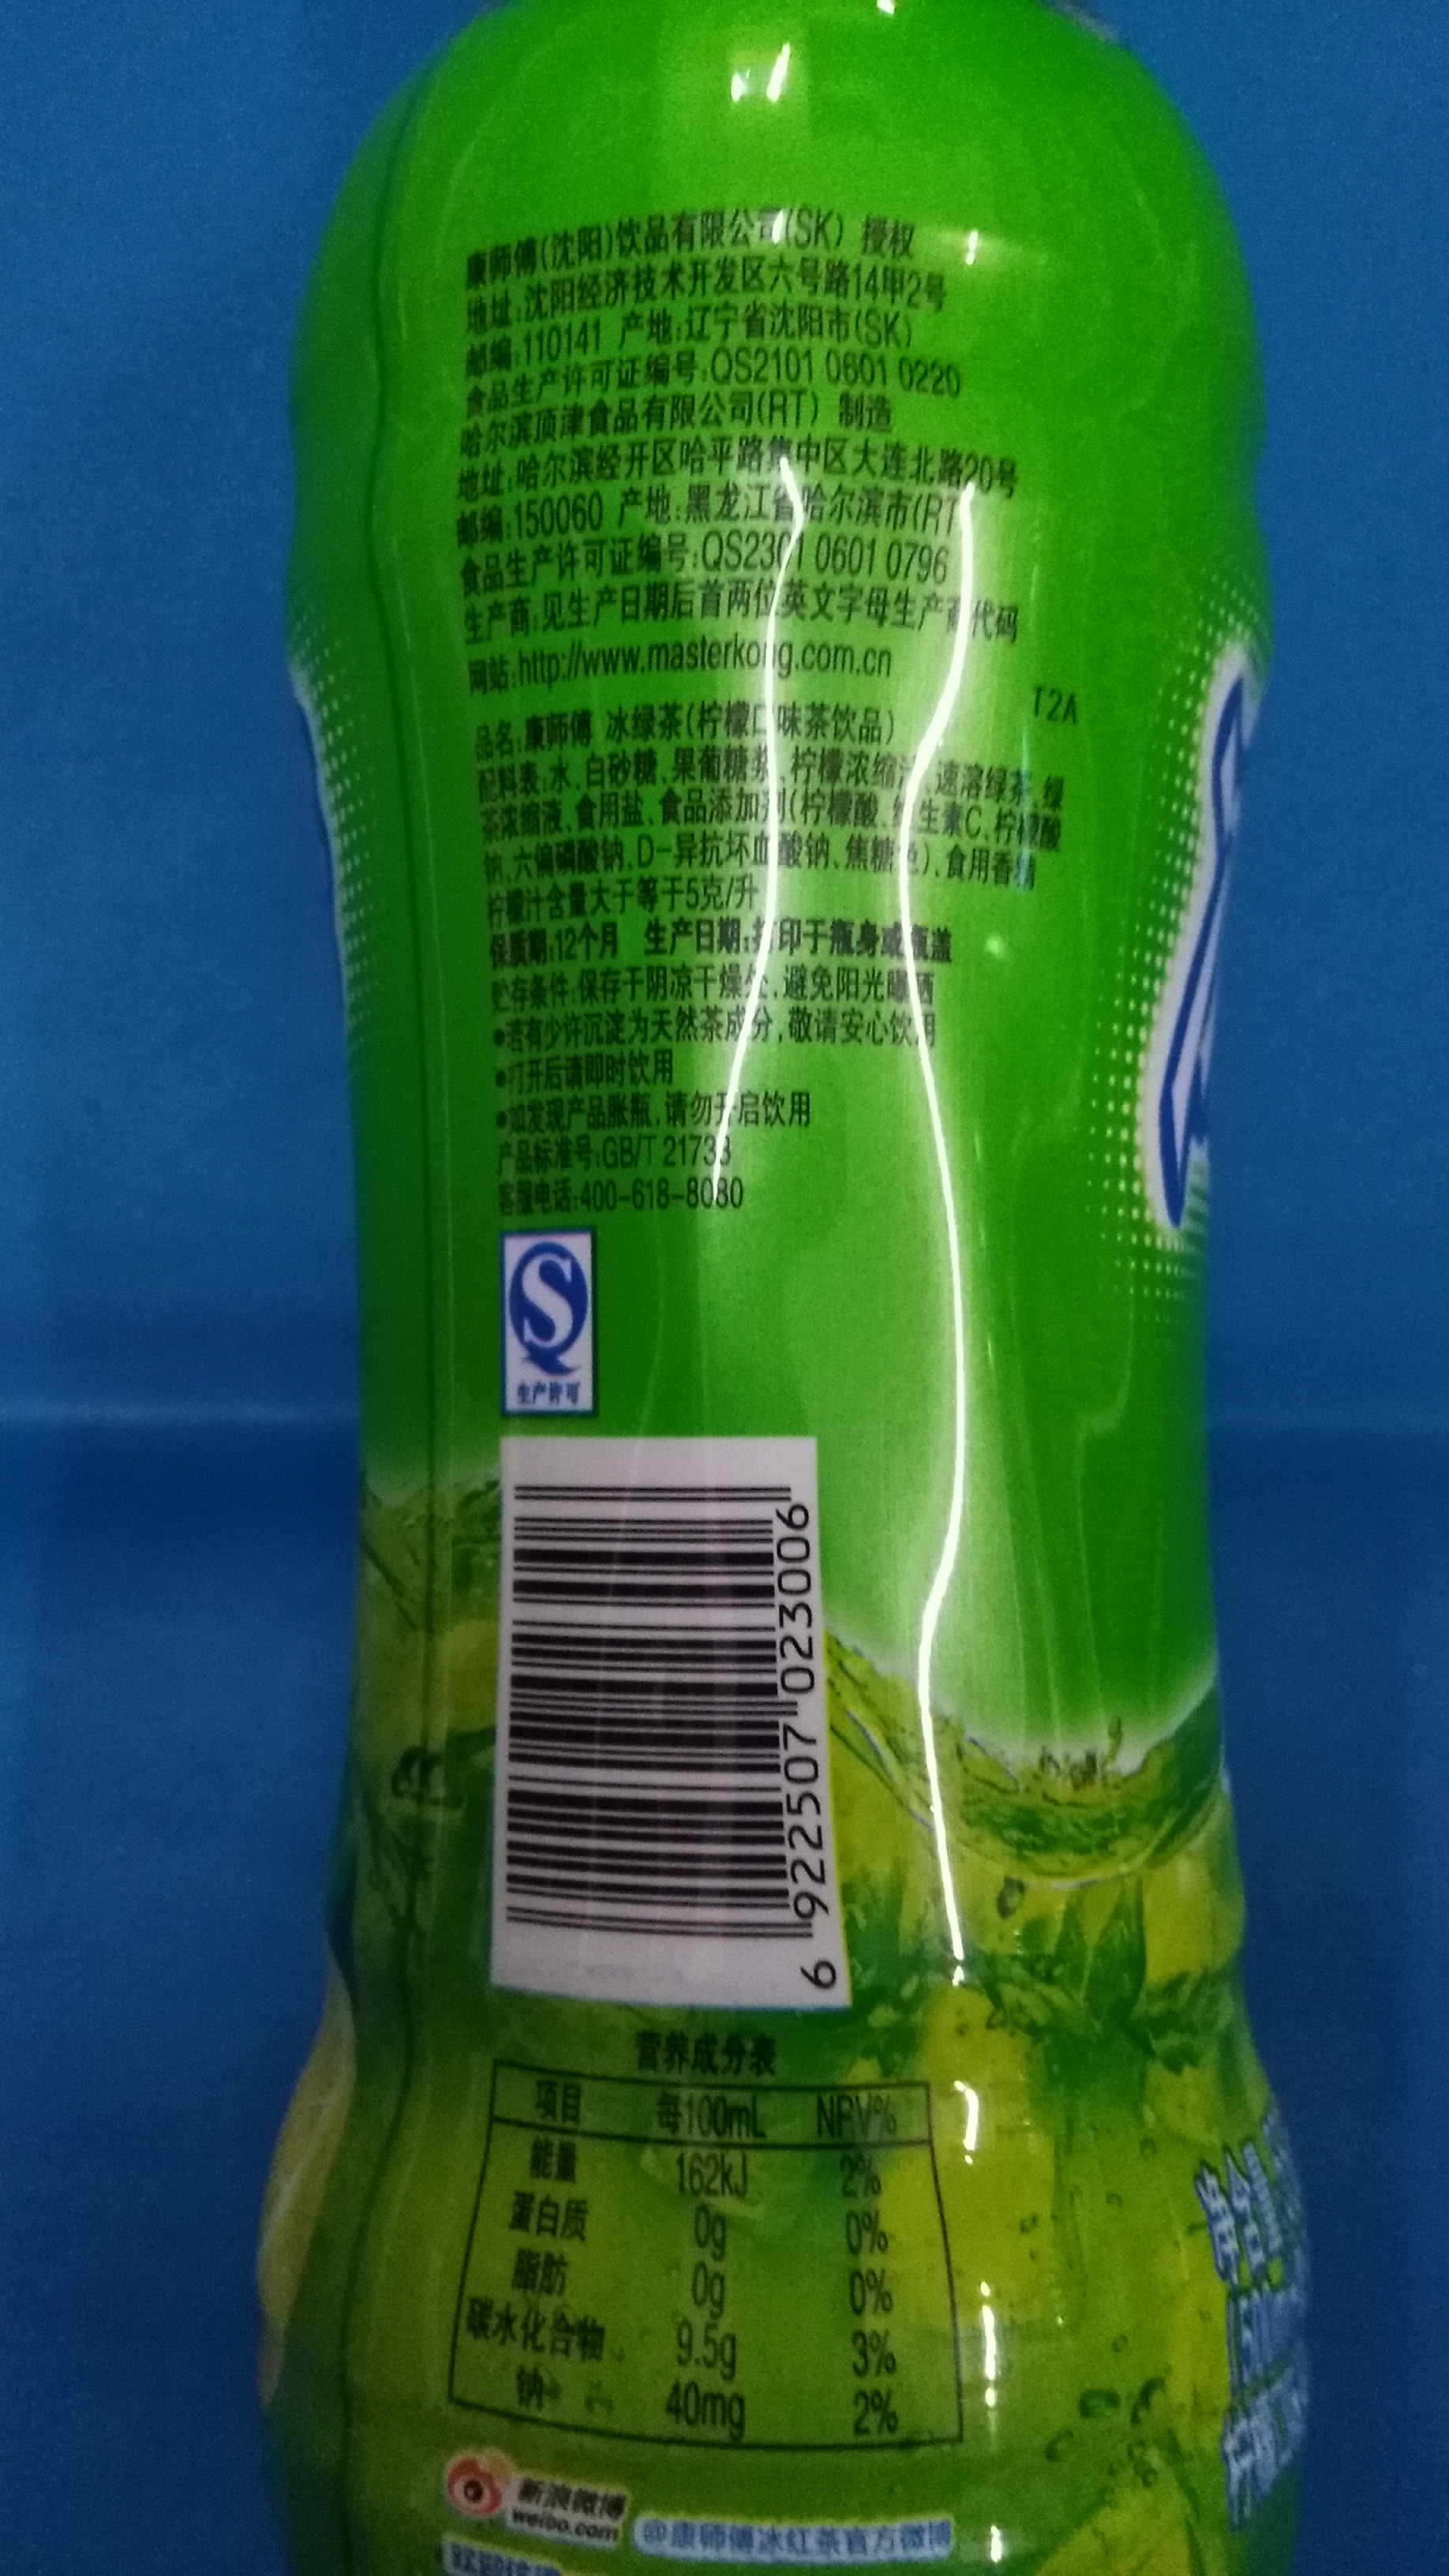 康师傅(沈阳)饮品有限公司(SK) 授权
地址:沈阳经济技术开发区六号路14甲2号
邮编:110141 产地:辽宁省沈阳市(SK)
食品生产许可证编号:QS2101 0601 0220
哈尔滨顶津食品有限公司(RT) 制造
地址:哈尔滨经开区哈平路集中区大连北路20号
邮编:150060 产地:黑龙江省哈尔滨市(RT
食品生产许可证编号:QS2301 0601 0796
生产商:见生产日期后首两位英文字母生产商代码
网站:http://www.masterkong.com.cn
T2A
品名:康师傅 冰绿茶(柠檬口味茶饮品)
配料表:水、白砂糖、果葡糖浆、柠檬浓缩汁、速溶绿茶、绿
茶浓缩液、食用盐、食品添加剂(柠檬酸、维生素C、柠檬酸
钠、六偏磷酸钠、D-异抗坏血酸钠、焦糖色)、食用香精
柠檬汁含量大于等于5克/升
保质期:12个月 生产日期:打印于瓶身或瓶盖
贮存条件:保存于阴凉干燥处,避免阳光曝晒
●若有少许沉淀为天然茶成分,敬请安心饮用
●打开后请即时饮用
●如发现产品胀瓶,请勿开启饮用
产品标准号:GB/T 21733
客服电话:400-618-8080
生产许可
6 922507 023006
营养成分表
项目 每100mL NRV%
能量 162kJ 2%
蛋白质 0g 0%
脂肪 0g 0%
碳水化合物 9.5g 3%
钠 40mg 2%
新浪微博
weibo.com
@康师傅冰红茶官方微博